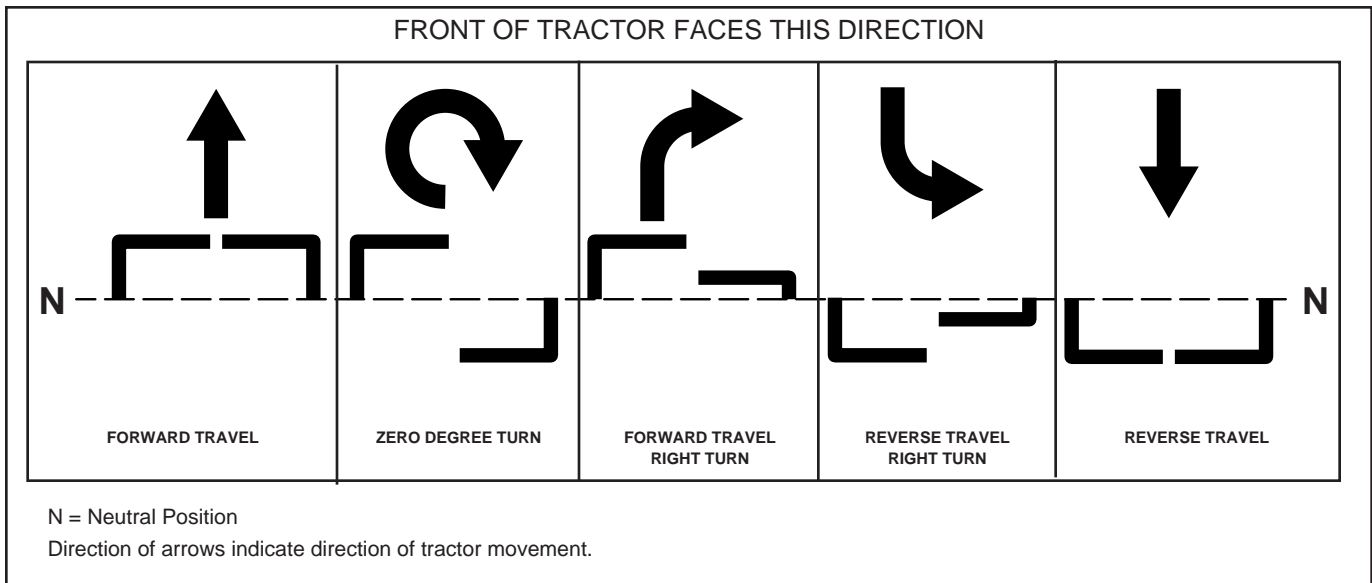 FRONT OF TRACTOR FACES THIS DIRECTION
N
N
FORWARD TRAVEL
ZERO DEGREE TURN
FORWARD TRAVEL
RIGHT TURN
REVERSE TRAVEL
RIGHT TURN
REVERSE TRAVEL
N = Neutral Position
Direction of arrows indicate direction of tractor movement.